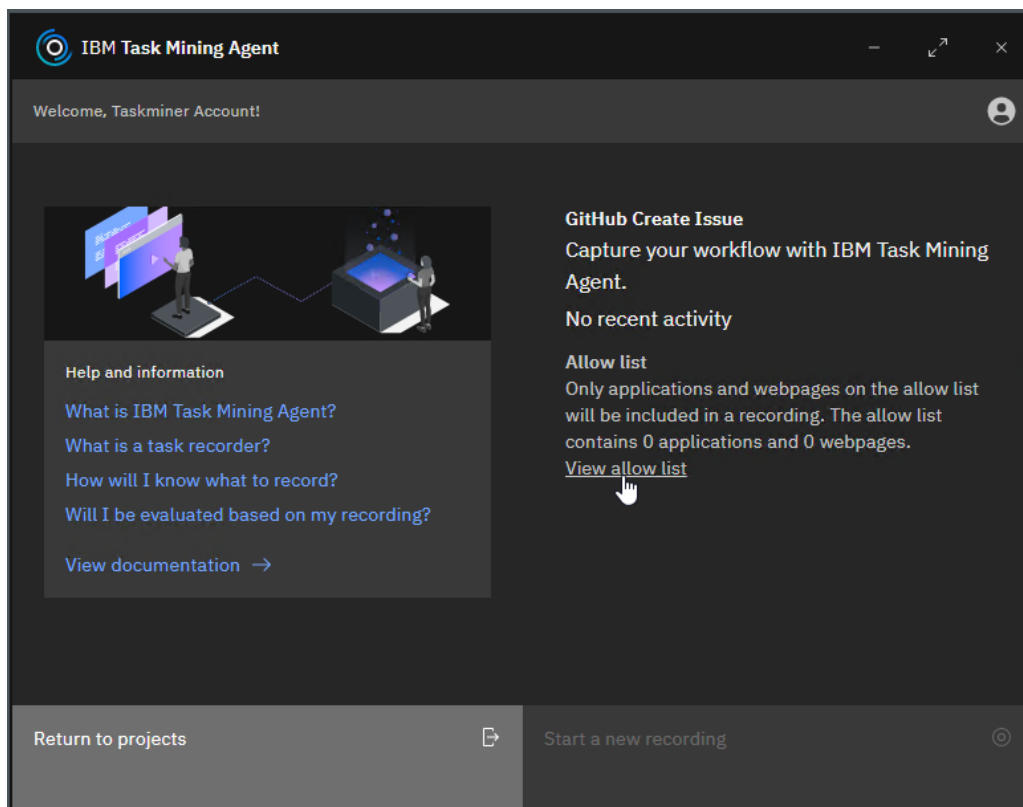 IBM Task Mining Agent
Welcome, Taskminer Account!
Help and information
What is IBM Task Mining Agent?
What is a task recorder?
How will I know what to record?
Will I be evaluated based on my recording?
View documentation →
GitHub Create Issue
Capture your workflow with IBM Task Mining
Agent.
No recent activity
Allow list
Only applications and webpages on the allow list
will be included in a recording. The allow list
contains 0 applications and 0 webpages.
View allow list
Return to projects
Start a new recording